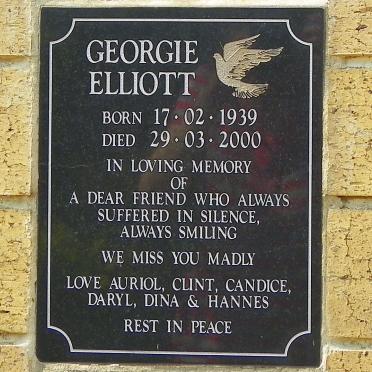 GEORGIE
ELLIOTT
BORN 17 · 02 · 1939
DIED 29 · 03 · 2000
IN LOVING MEMORY
OF
A DEAR FRIEND WHO ALWAYS
SUFFERED IN SILENCE,
ALWAYS SMILING
WE MISS YOU MADLY
LOVE AURIOL, CLINT, CANDICE,
DARYL, DINA & HANNES
REST IN PEACE